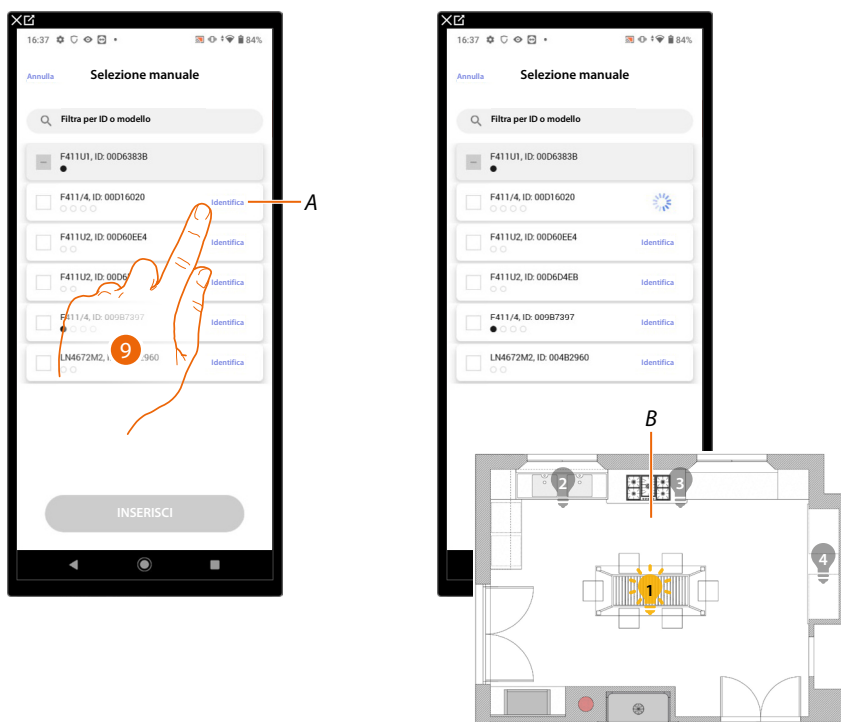 16:37
84%
Annulla
Selezione manuale
Filtra per ID o modello
F411U1, ID: 00D6383B
F411/4, ID: 00D16020
Identifica
A
F411U2, ID: 00D60EE4
Identifica
F411U2, ID: 00D6
Identifica
F411/4, ID: 009B7397
Identifica
9
LN4672M2, 960
Identifica
INSERISCI
16:37
84%
Annulla
Selezione manuale
Filtra per ID o modello
F411U1, ID: 00D6383B
F411/4, ID: 00D16020
F411U2, ID: 00D60EE4
Identifica
F411U2, ID: 00D6D4EB
Identifica
F411/4, ID: 009B7397
Identifica
LN4672M2, ID: 004B2960
Identifica
B
2
3
4
1